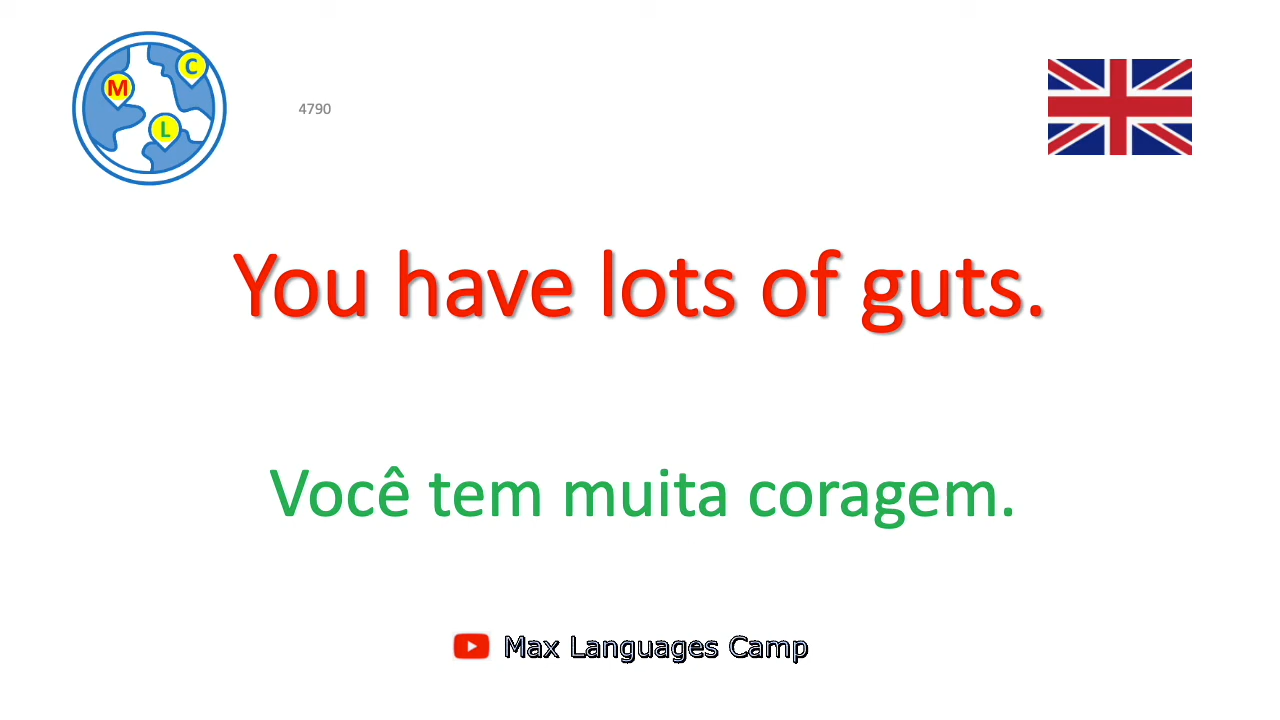 M
C
L
4790
You have lots of guts.
Você tem muita coragem.
Max Languages Camp